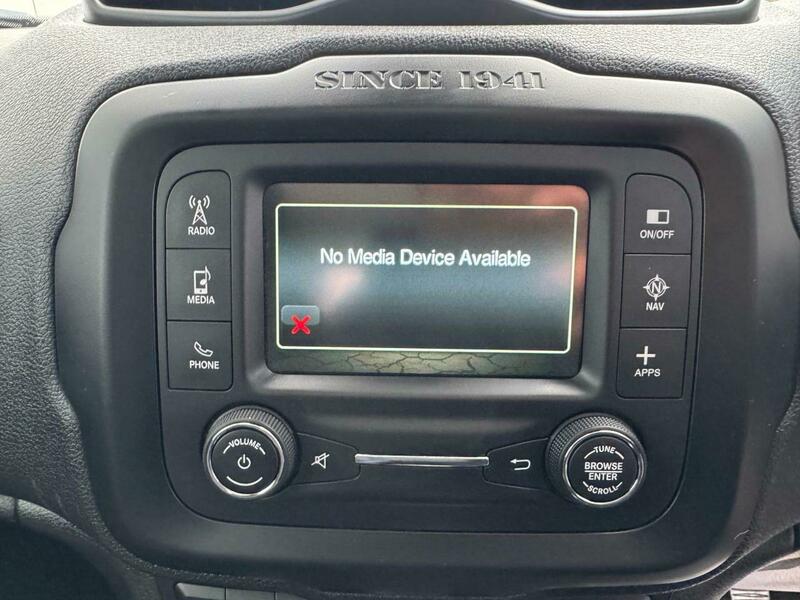 SINCE 1941
RADIO
MEDIA
PHONE
No Media Device Available
ON/OFF
N
NAV
APPS
VOLUME
TUNE
BROWSE
ENTER
SCROLL